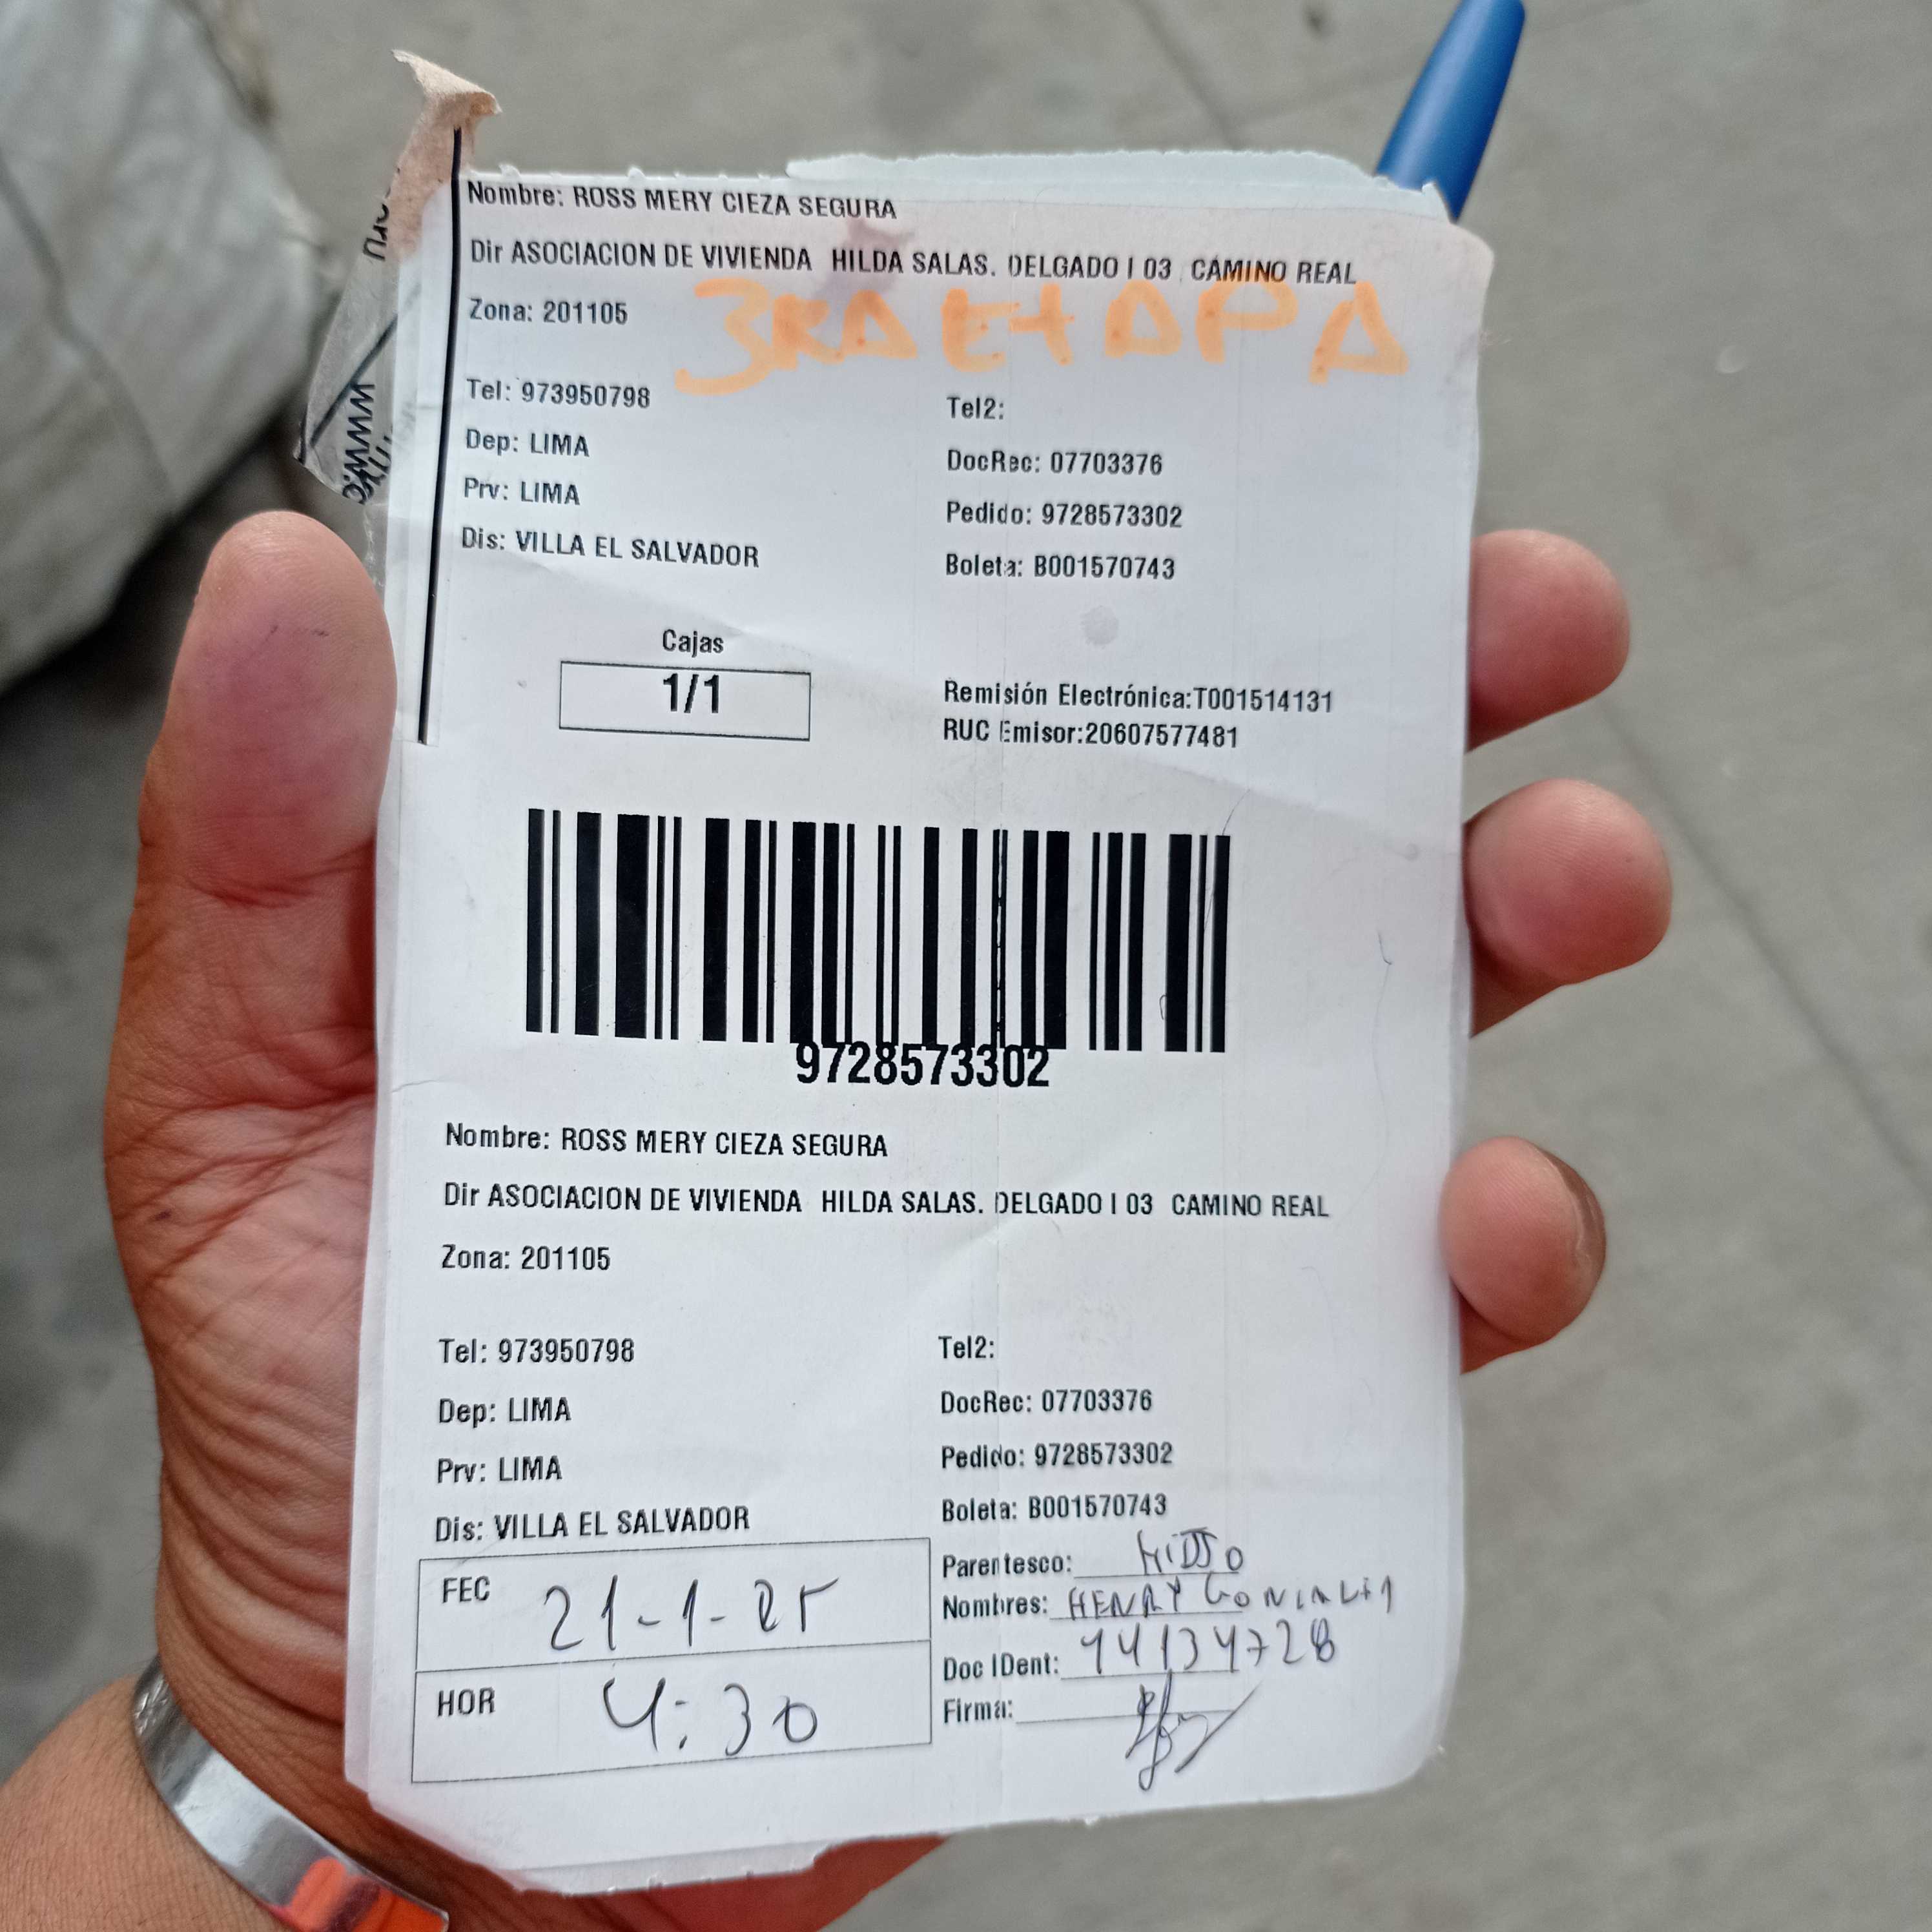 Nombre: ROSS MERY CIEZA SEGURA
Dir ASOCIACION DE VIVIENDA HILDA SALAS. DELGADO I 03 CAMINO REAL
Zona: 201105
3RA ETAPA
Tel: 973950798
Tel2:
Dep: LIMA
DocRec: 07703376
Prv: LIMA
Pedido: 9728573302
Dis: VILLA EL SALVADOR
Boleta: B001570743
Cajas
1/1
Remisión Electrónica:T001514131
RUC Emisor:20607577481
9728573302
Nombre: ROSS MERY CIEZA SEGURA
Dir ASOCIACION DE VIVIENDA HILDA SALAS. DELGADO I 03 CAMINO REAL
Zona: 201105
Tel: 973950798
Tel2:
Dep: LIMA
DocRec: 07703376
Prv: LIMA
Pedido: 9728573302
Dis: VILLA EL SALVADOR
Boleta: B001570743
FEC 21-1-25
Parentesco:
Nombres: HENRY
HOR 4:30
Doc IDent: 44134728
Firma:
www.c